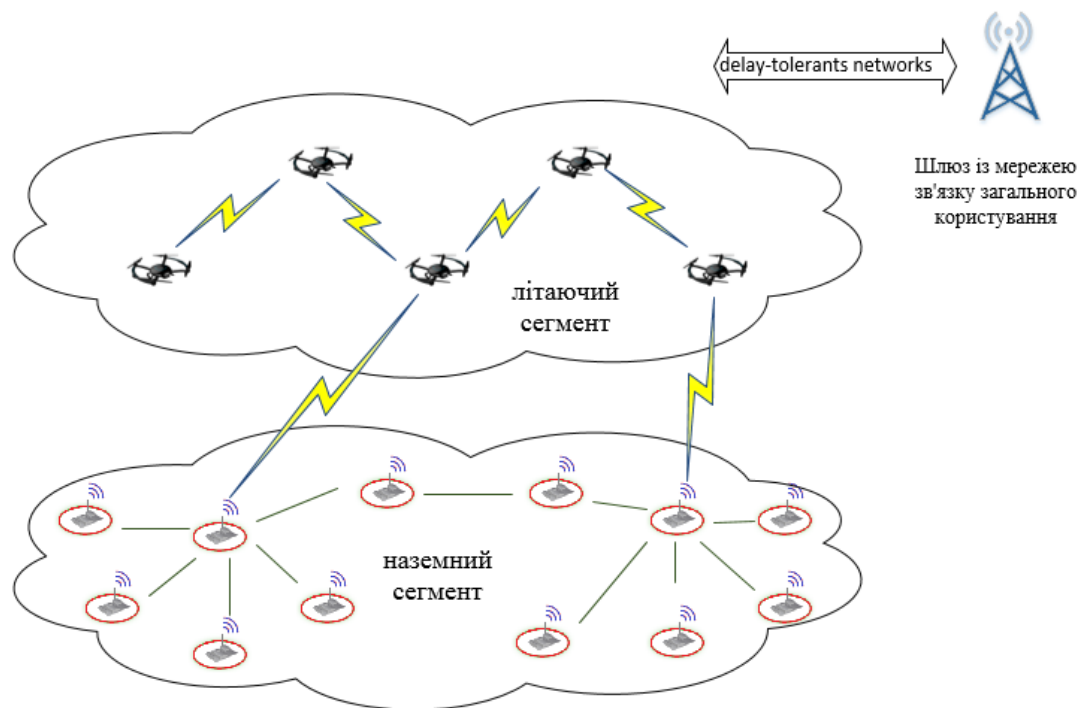 delay-tolerants networks
Шлюз із мережею
зв'язку загального
користування
літаючий
сегмент
наземний
сегмент